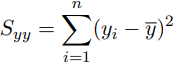 $S_{yy} = \sum_{i=1}^{n} (y_i - \overline{y})^2$